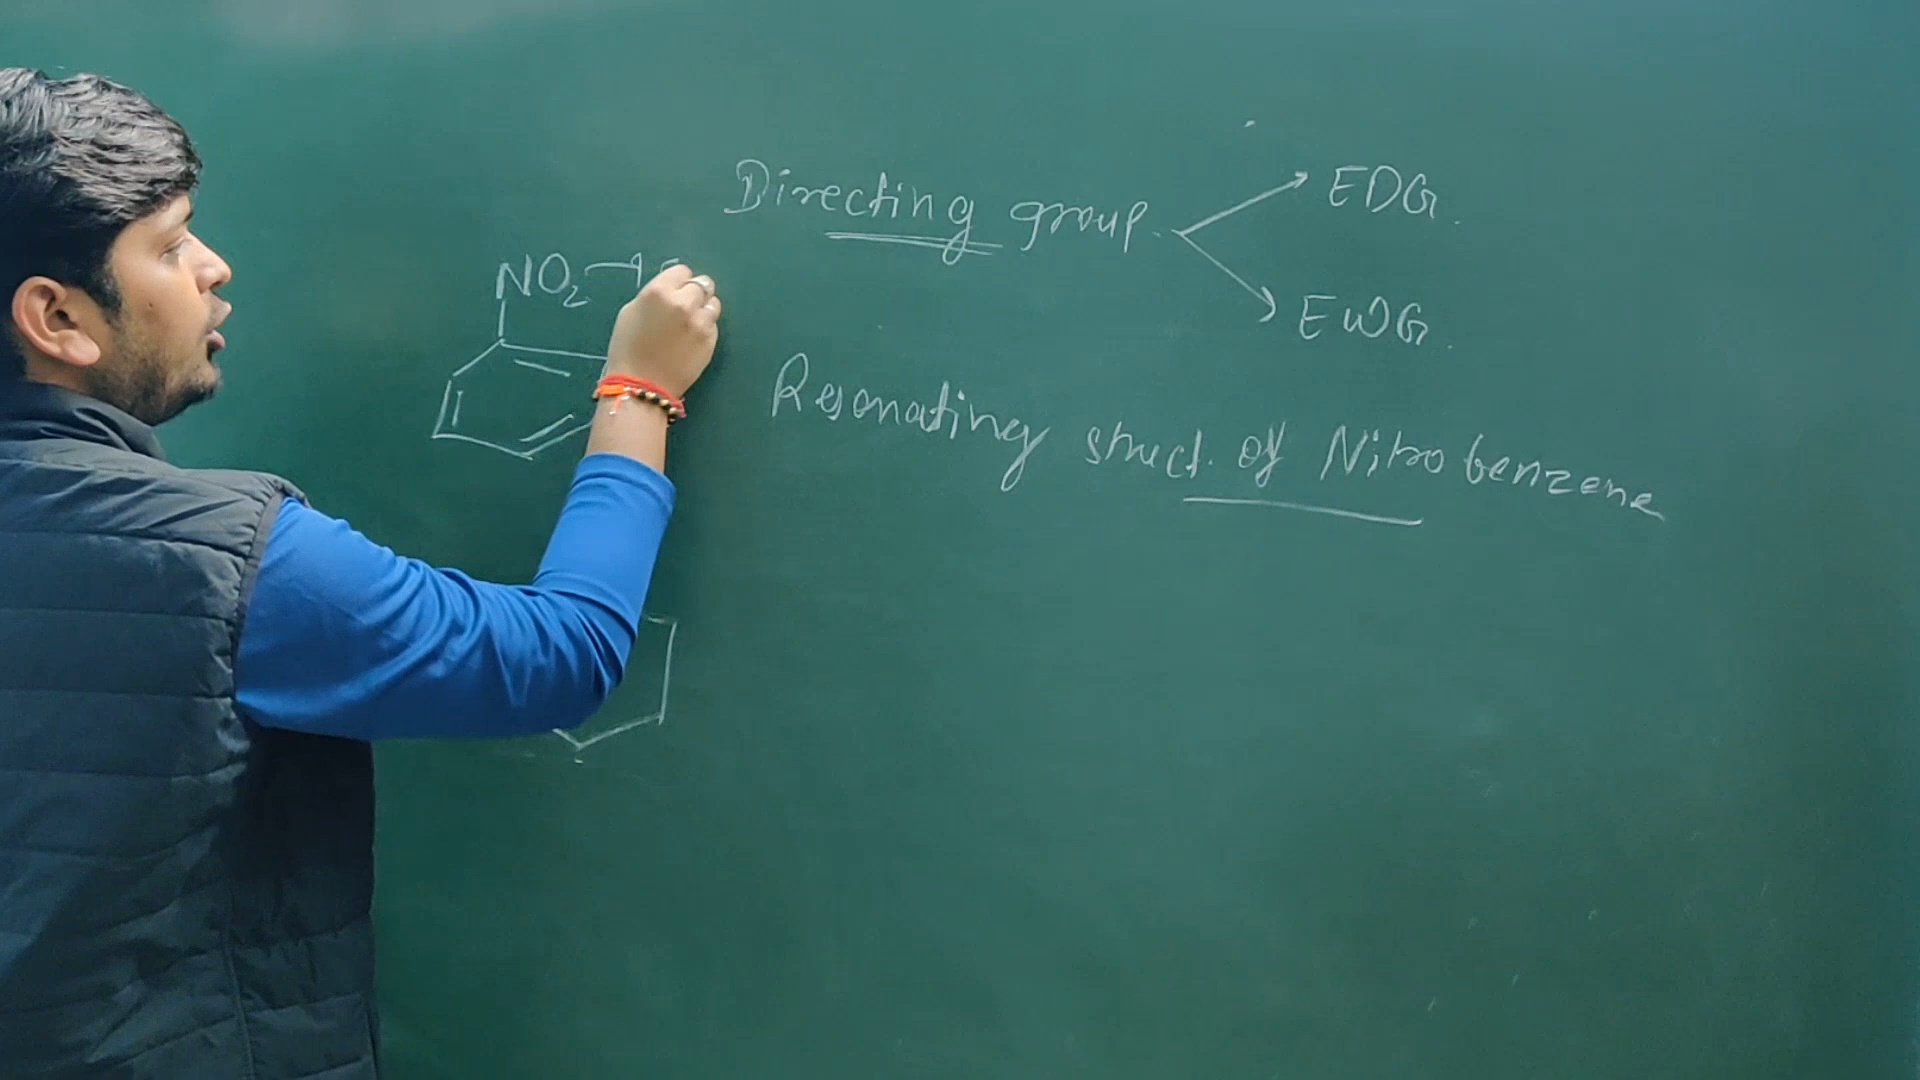 Directing group
EDG.
EWG.
NO2
Resonating struct. of Nitrobenzene